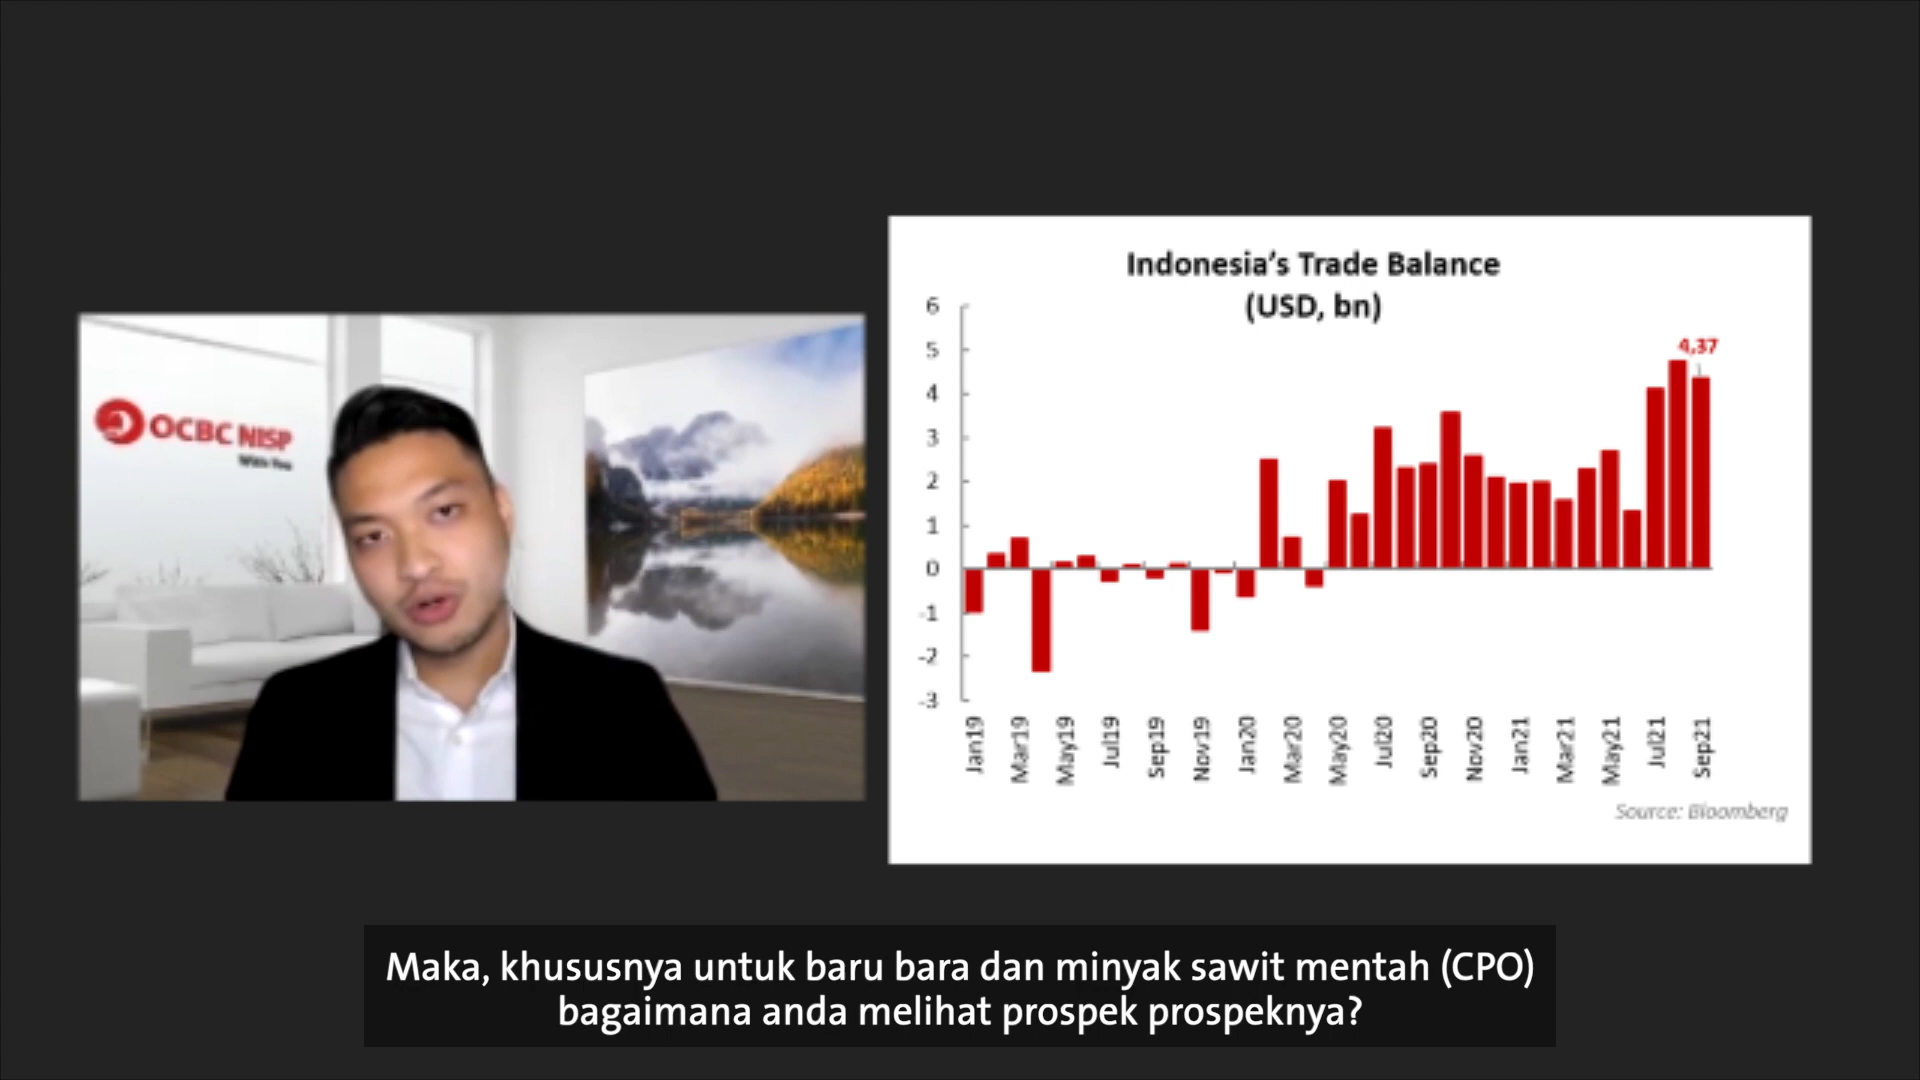 OCBC NISP
With You
Indonesia's Trade Balance
(USD, bn)
6
5
4
3
2
1
0
-1
-2
-3
4,37
Jan19
Mar19
May19
Jul19
Sep19
Nov19
Jan20
Mar20
May20
Jul20
Sep20
Nov20
Jan21
Mar21
May21
Jul21
Sep21
Source: Bloomberg
Maka, khususnya untuk baru bara dan minyak sawit mentah (CPO)
bagaimana anda melihat prospek prospeknya?